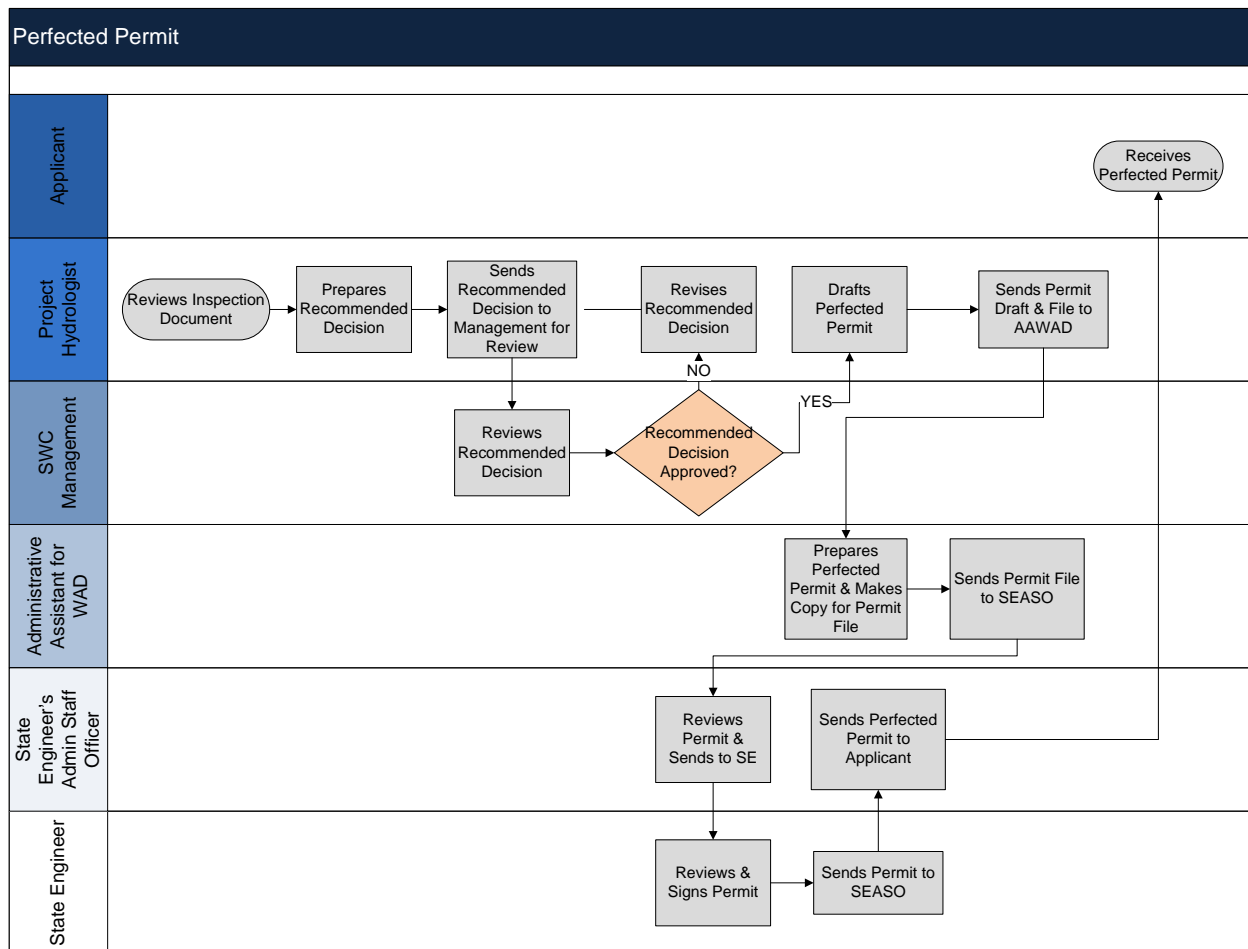 Perfected Permit
Applicant
Receives
Perfected Permit
Project
Hydrologist
Reviews Inspection
Document
Prepares
Recommended
Decision
Sends
Recommended
Decision to
Management for
Review
Revises
Recommended
Decision
Drafts
Perfected
Permit
Sends Permit
Draft & File to
AAWAD
NO
YES
SWC
Management
Reviews
Recommended
Decision
Recommended
Decision
Approved?
Administrative
Assistant for
WAD
Prepares
Perfected
Permit & Makes
Copy for Permit
File
Sends Permit File
to SEASO
State
Engineer's
Admin Staff
Officer
Reviews
Permit &
Sends to SE
Sends Perfected
Permit to
Applicant
State Engineer
Reviews &
Signs Permit
Sends Permit to
SEASO